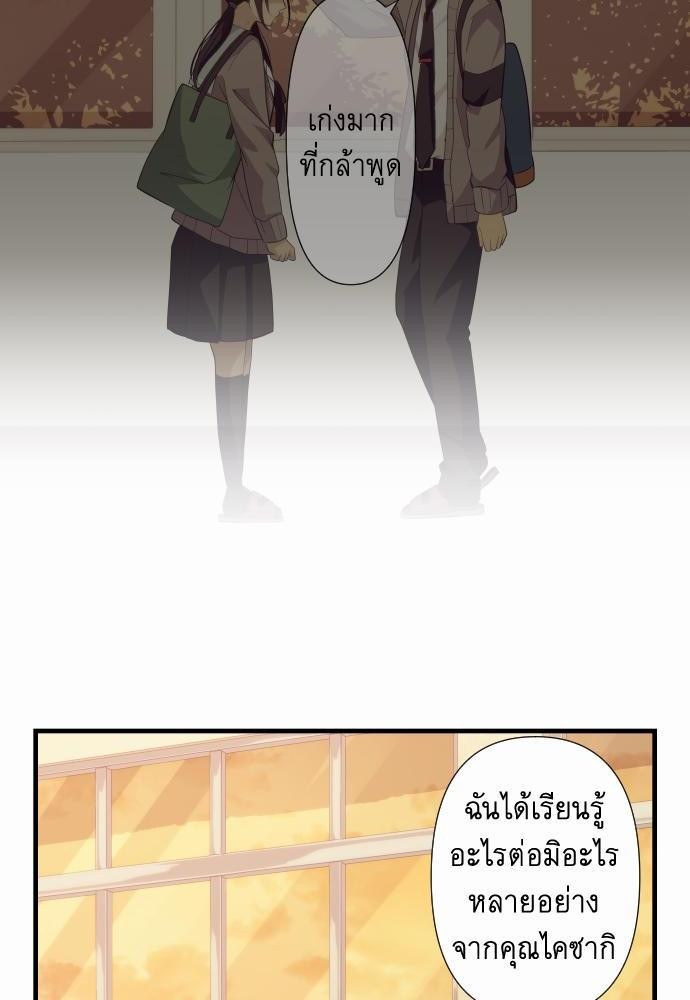 เก่งมาก
ที่กล้าพูด
ฉันได้เรียนรู้
อะไรต่อมิอะไร
หลายอย่าง
จากคุณไคซากิ